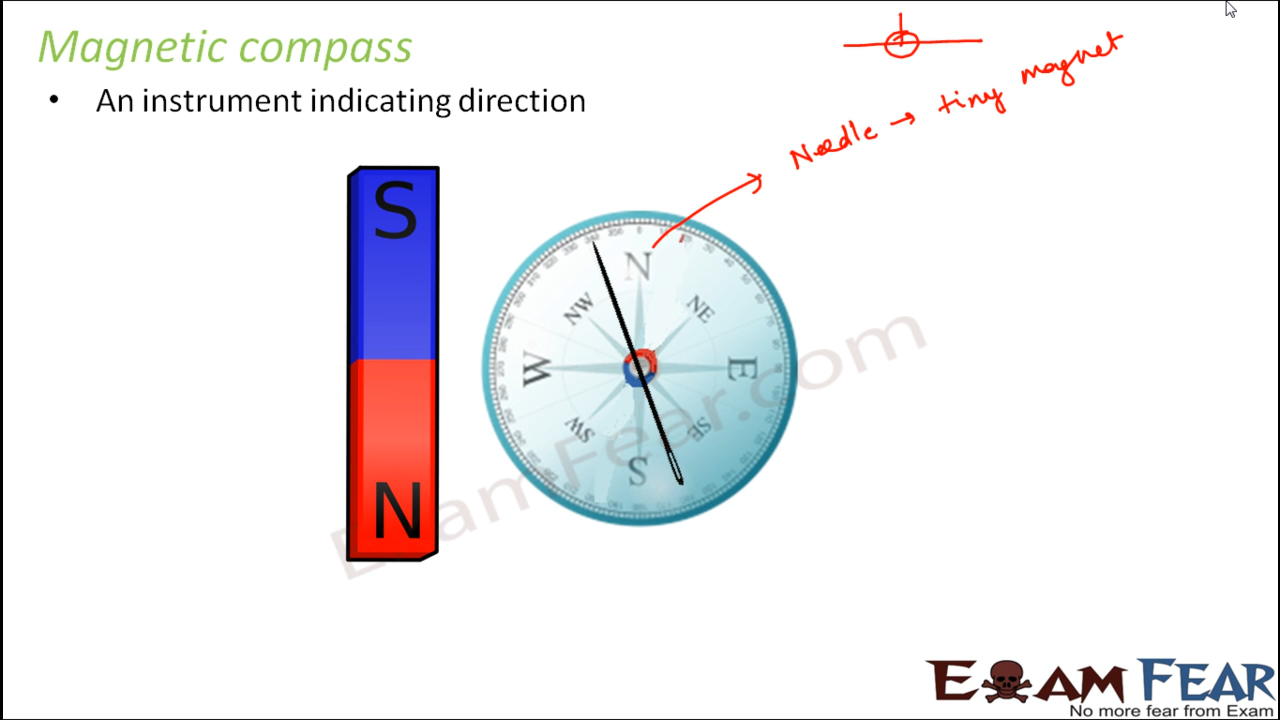 Magnetic compass
• An instrument indicating direction
Needle → tiny magnet
S
N
N
NW
NE
W
E
SW
SE
S
ExamFear.com
EXAM FEAR
No more fear from Exam